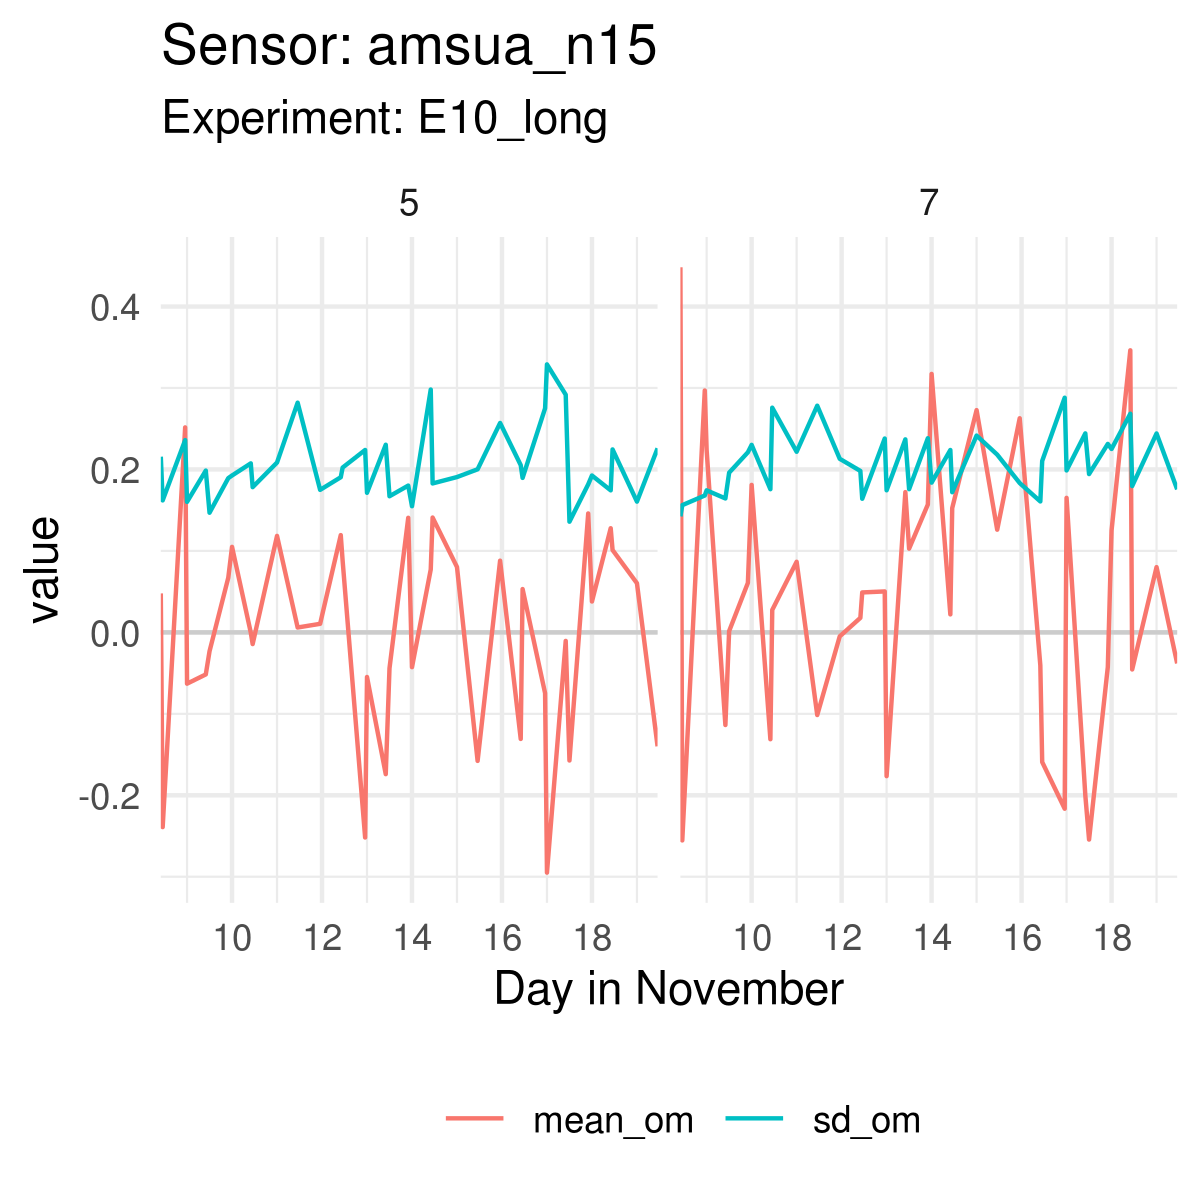 Sensor: amsua_n15
Experiment: E10_long
5
7
0.4
0.2
0.0
-0.2
value
10 12 14 16 18
10 12 14 16 18
Day in November
mean_om sd_om